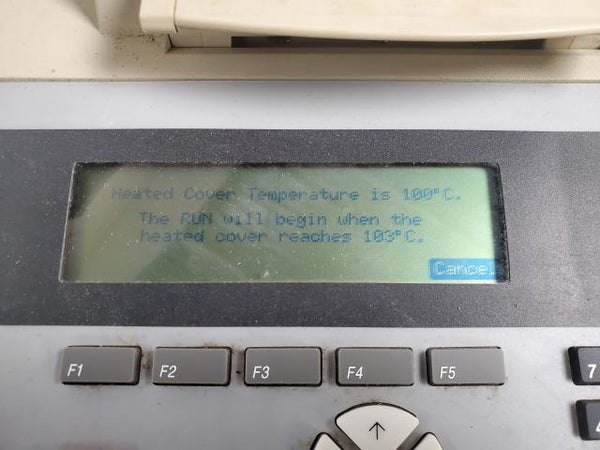 Heated Cover Temperature is 100°C.
The RUN will begin when the
heated cover reaches 103°C.
Cancel
F1 F2 F3 F4 F5
7